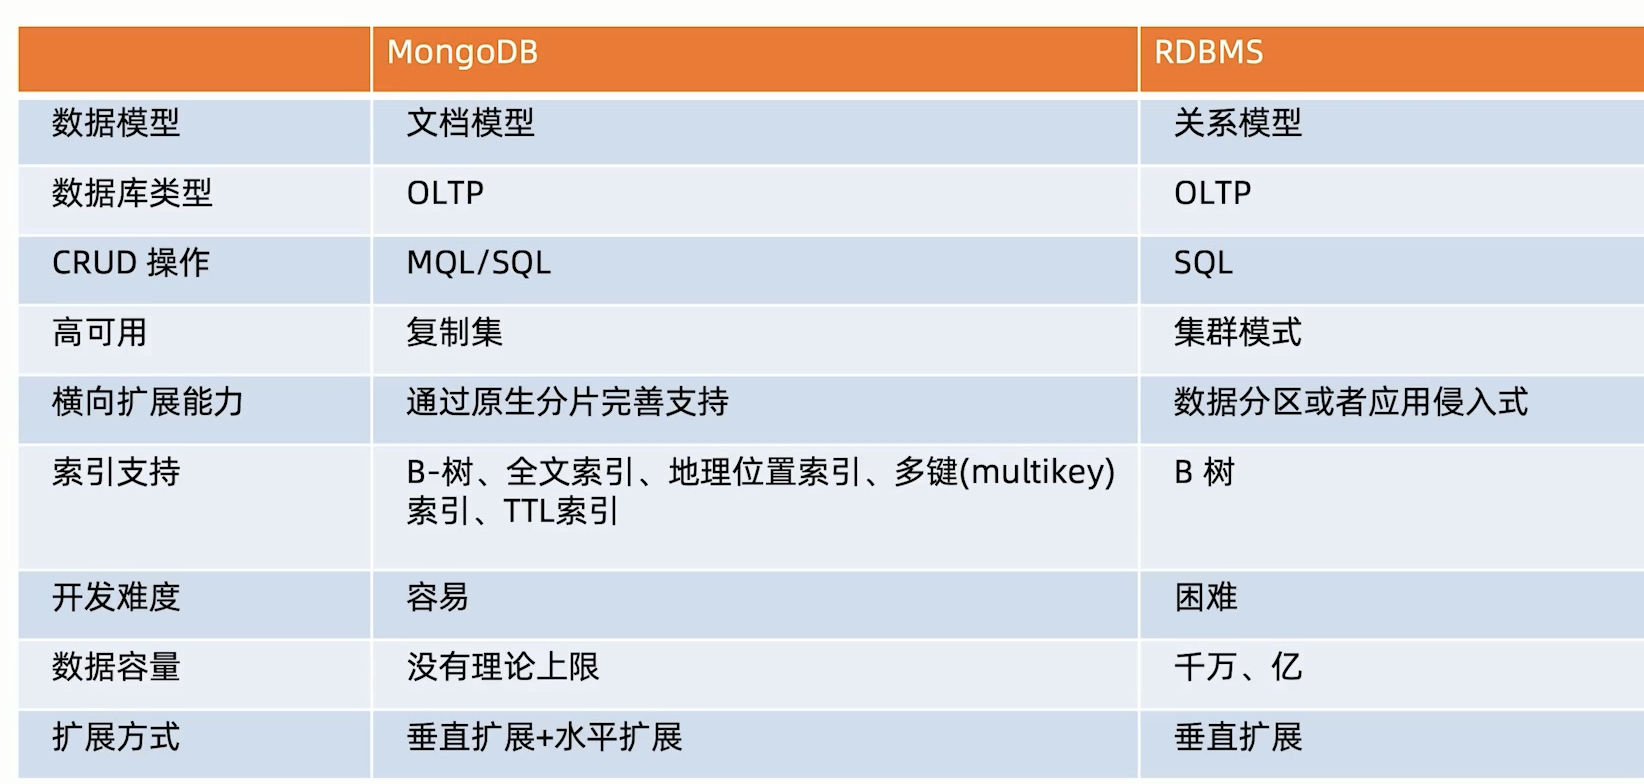 MongoDB
RDBMS
数据模型
文档模型
关系模型
数据库类型
OLTP
OLTP
CRUD 操作
MQL/SQL
SQL
高可用
复制集
集群模式
横向扩展能力
通过原生分片完善支持
数据分区或者应用侵入式
索引支持
B-树、全文索引、地理位置索引、多键(multikey)
索引、TTL索引
B 树
开发难度
容易
困难
数据容量
没有理论上限
千万、亿
扩展方式
垂直扩展+水平扩展
垂直扩展